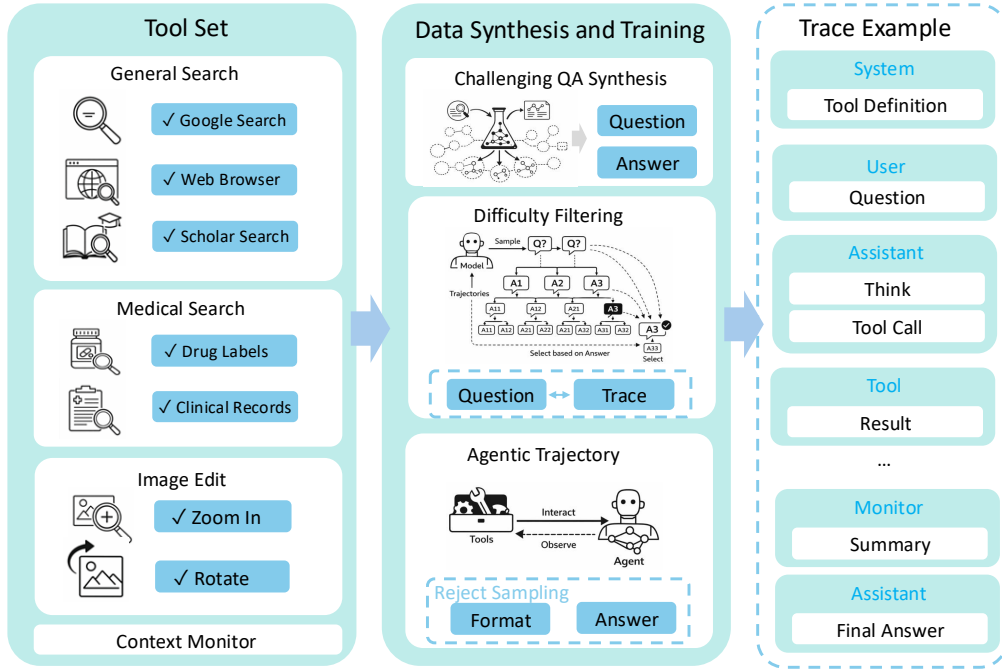 Tool Set
General Search
✓ Google Search
✓ Web Browser
✓ Scholar Search
Medical Search
✓ Drug Labels
✓ Clinical Records
Image Edit
✓ Zoom In
✓ Rotate
Context Monitor
Data Synthesis and Training
Challenging QA Synthesis
Question
Answer
Difficulty Filtering
Model
Sample
Q? Q?
Trajectories
A1 A2 A3
A11 A12 A21 A3
A11 A12 A21 A22 A32 A22 A31 A32
A3
A33
Select based on Answer
Select
Question Trace
Agentic Trajectory
Tools
Interact
Observe
Agent
Reject Sampling
Format Answer
Trace Example
System
Tool Definition
User
Question
Assistant
Think
Tool Call
Tool
Result
...
Monitor
Summary
Assistant
Final Answer